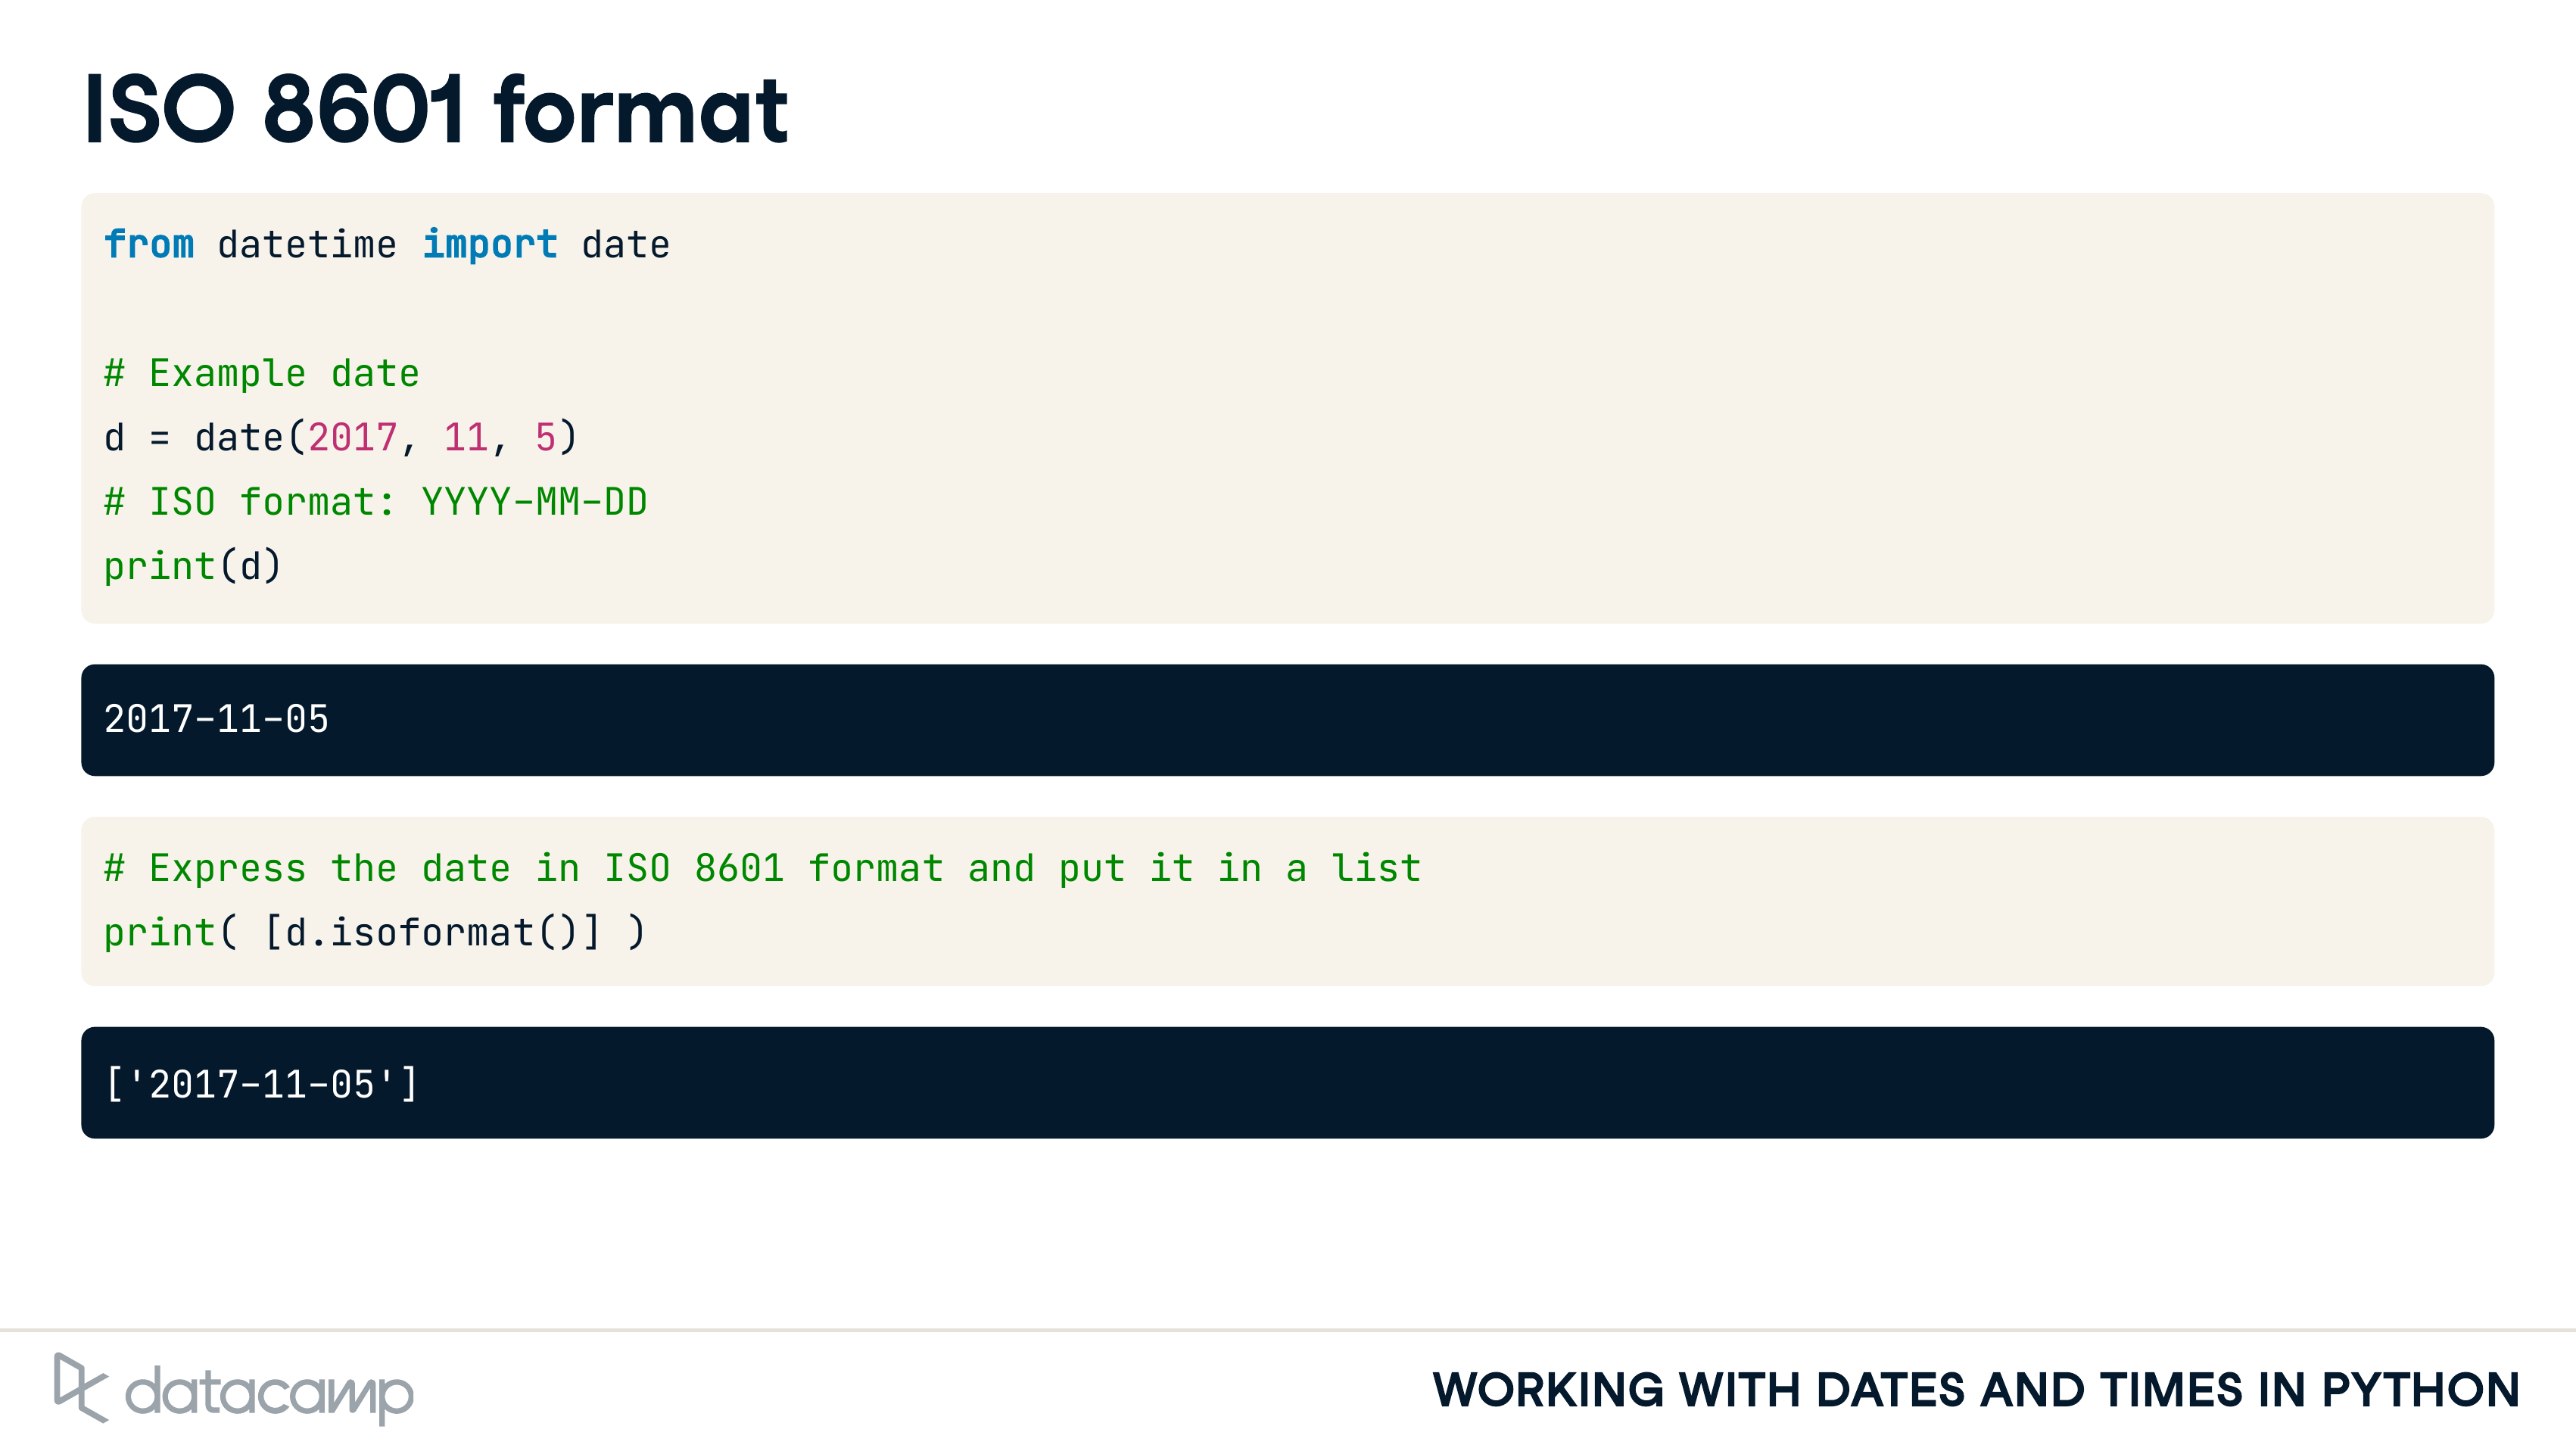 ISO 8601 format
from datetime import date
# Example date
d = date(2017, 11, 5)
# ISO format: YYYY-MM-DD
print(d)
2017-11-05
# Express the date in ISO 8601 format and put it in a list
print( [d.isoformat()] )
['2017-11-05']
datacamp
WORKING WITH DATES AND TIMES IN PYTHON